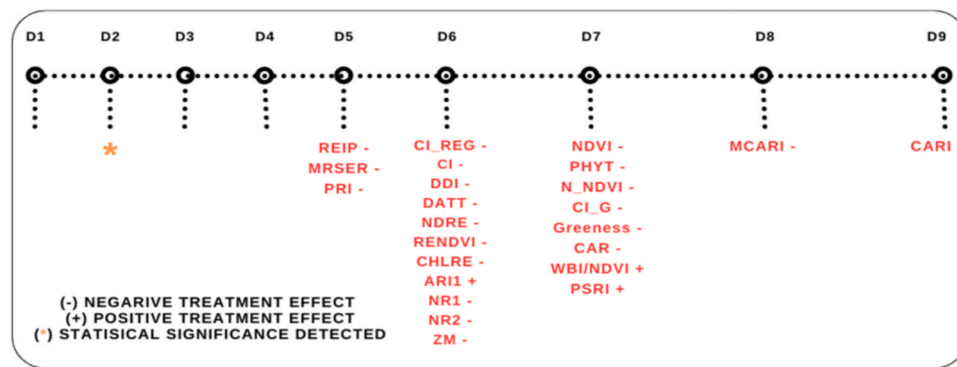 D1 D2 D3 D4 D5 D6 D7 D8 D9
*
REIP -
MRSER -
PRI -
CI_REG -
CI -
DDI -
DATT -
NDRE -
RENDVI -
CHLRE -
ARI1 +
NR1 -
NR2 -
ZM -
NDVI -
PHYT -
N_NDVI -
CI_G -
Greeness -
CAR -
WBI/NDVI +
PSRI +
MCARI -
CARI
(-) NEGARIVE TREATMENT EFFECT
(+) POSITIVE TREATMENT EFFECT
(*) STATISICAL SIGNIFICANCE DETECTED